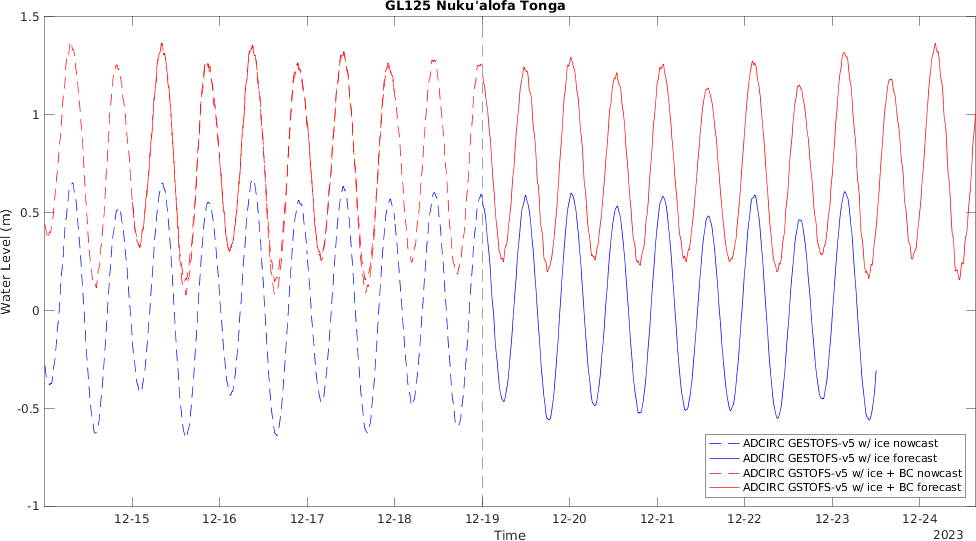 GL125 Nuku'alofa Tonga
1.5
1
0.5
0
-0.5
-1
Water Level (m)
12-15 12-16 12-17 12-18 12-19 12-20 12-21 12-22 12-23 12-24
Time
2023
ADCIRC GESTOFS-v5 w/ ice nowcast
ADCIRC GESTOFS-v5 w/ ice forecast
ADCIRC GSTOFS-v5 w/ ice + BC nowcast
ADCIRC GSTOFS-v5 w/ ice + BC forecast